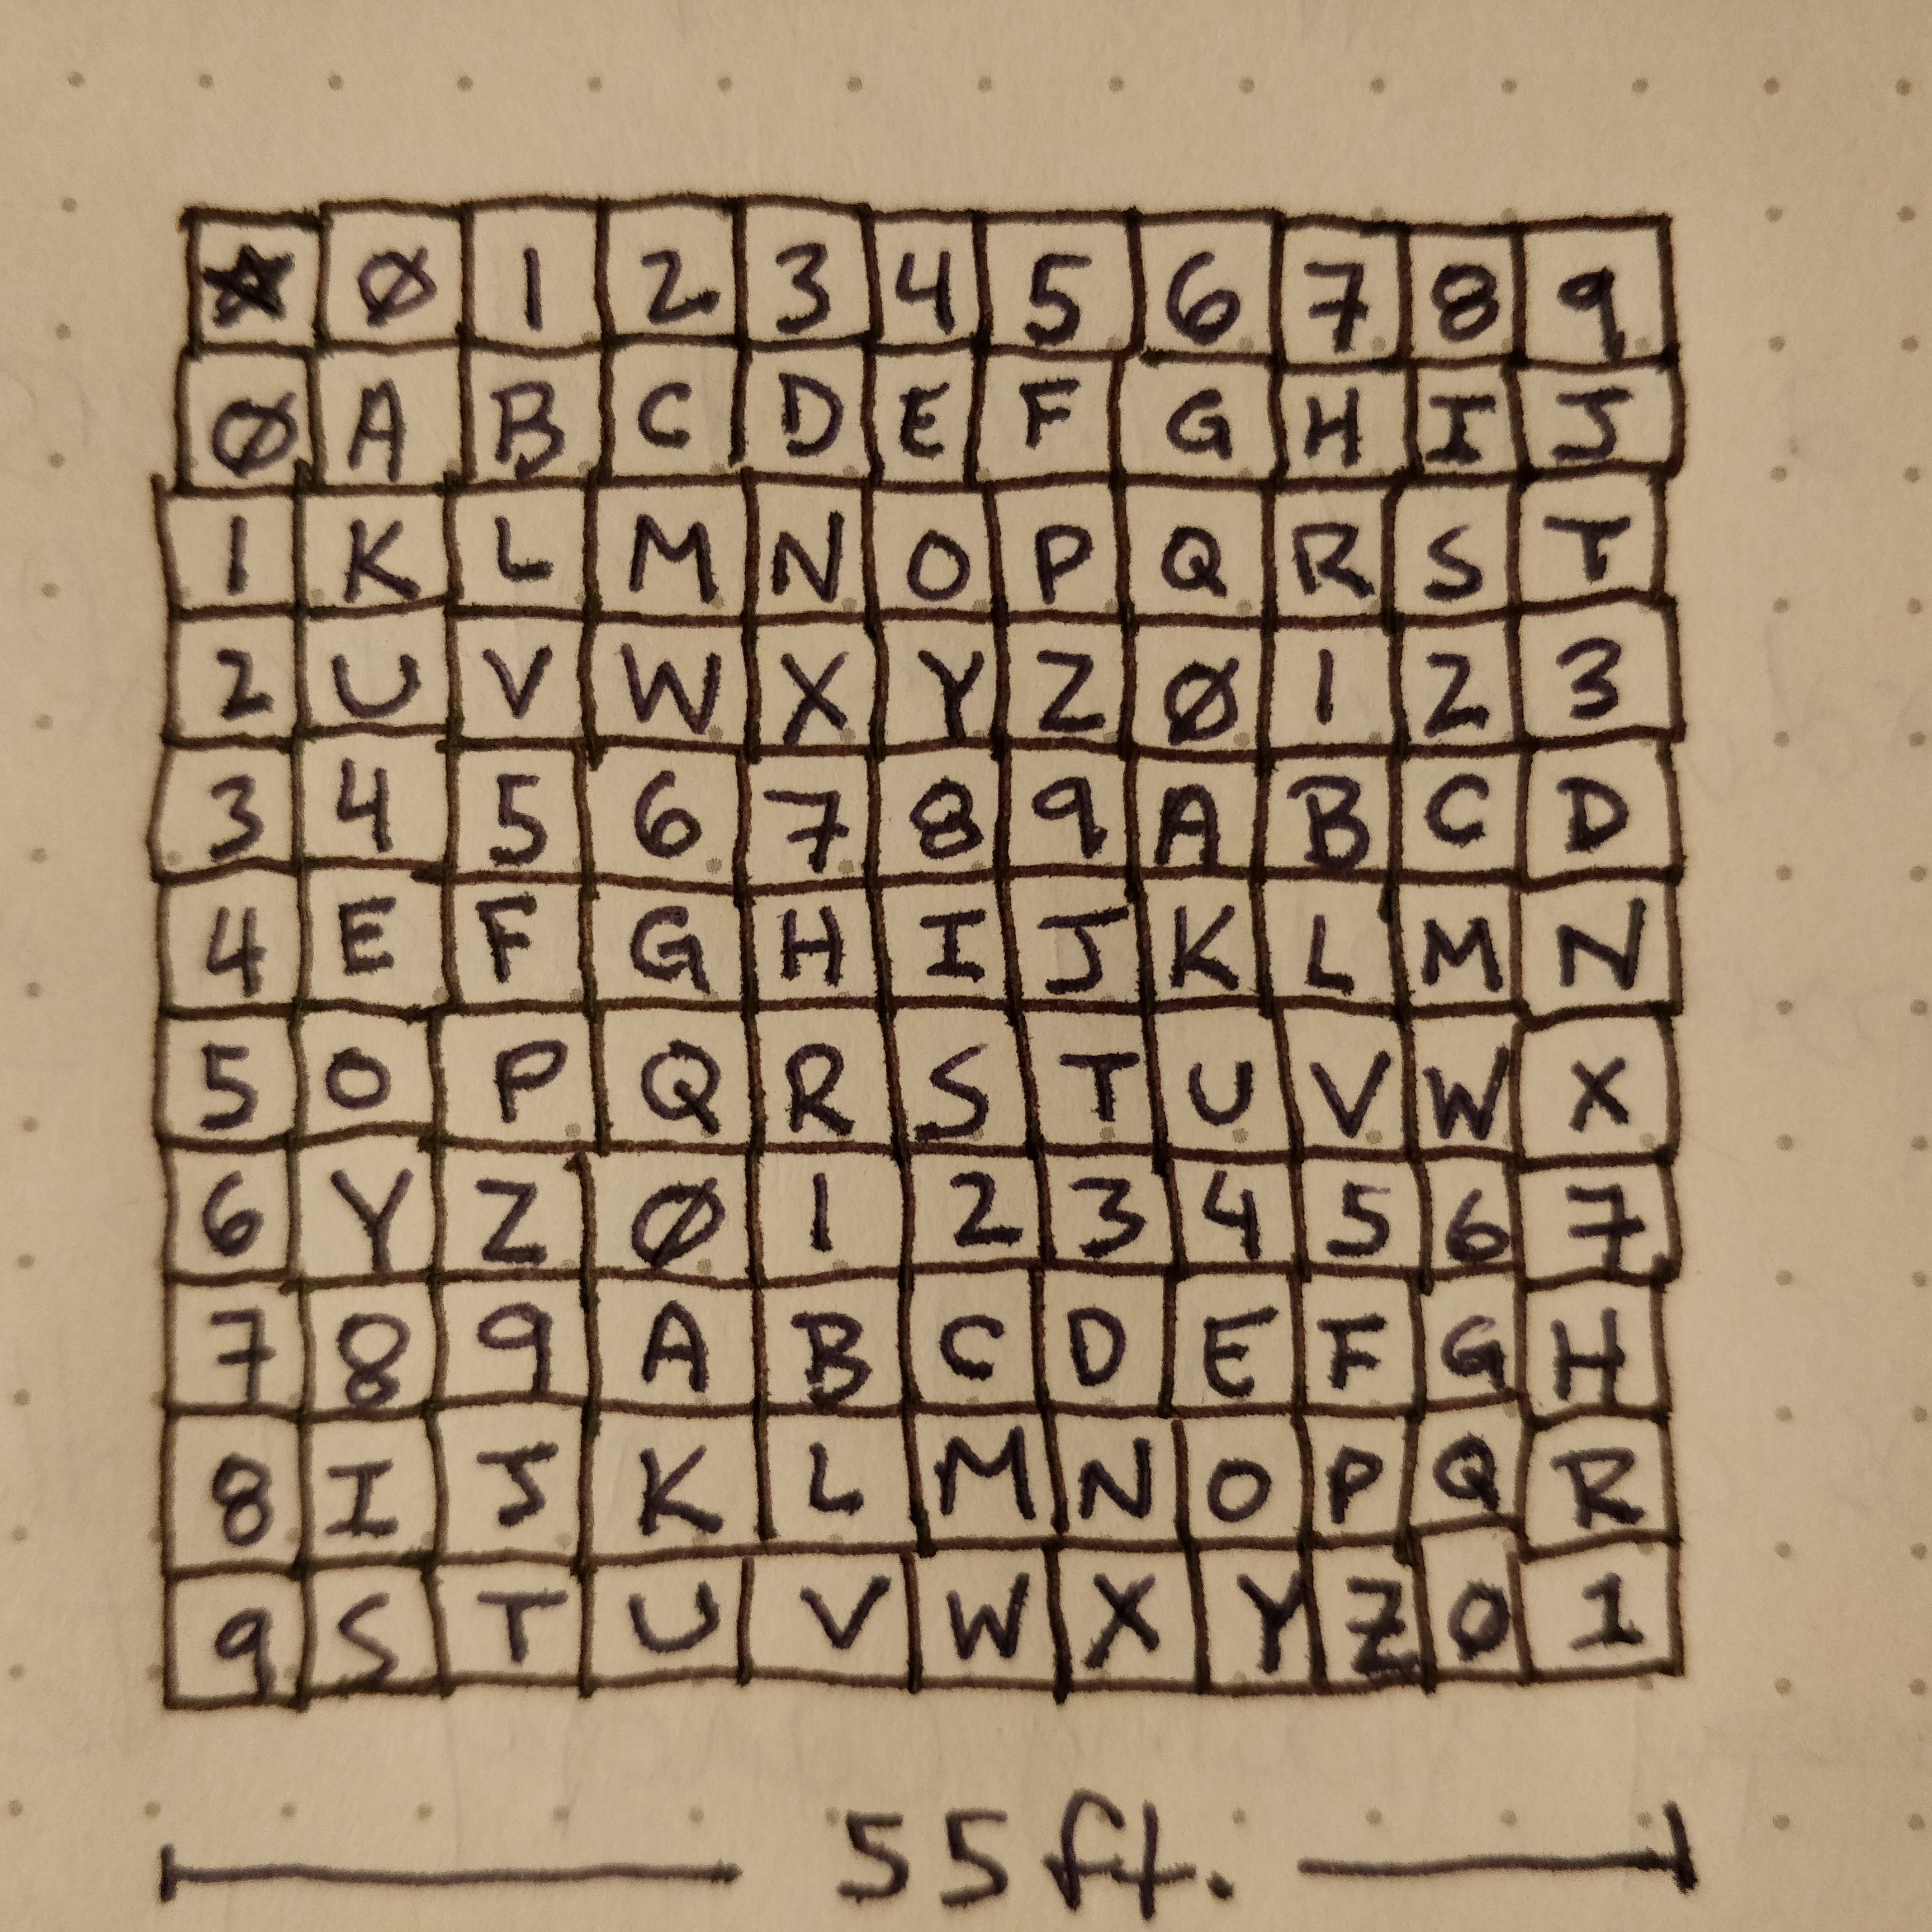 ★ Ø 1 2 3 4 5 6 7 8 9
Ø A B C D E F G H I J
1 K L M N O P Q R S T
2 U V W X Y Z Ø 1 2 3
3 4 5 6 7 8 9 A B C D
4 E F G H I J K L M N
5 O P Q R S T U V W X
6 Y Z Ø 1 2 3 4 5 6 7
7 8 9 A B C D E F G H
8 I J K L M N O P Q R
9 S T U V W X Y Z Ø 1
55 ft.